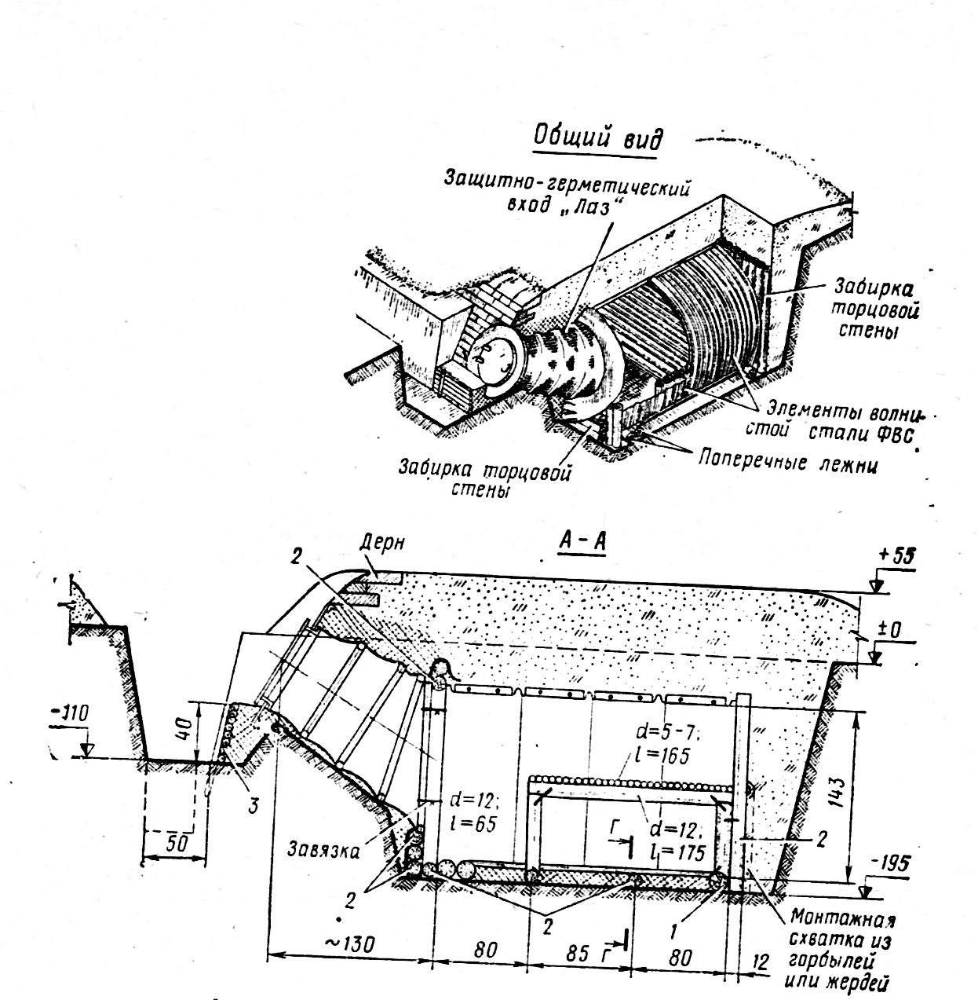 Общий вид
Защитно-герметический
вход „Лаз“
Забирка
торцовой
стены
Элементы волни-
стой стали ФВС
Поперечные лежни
Забирка торцовой
стены
А-А
Дерн
2
+55
±0
-110
40
d=5-7;
l=165
143
3
d=12;
l=65
Г
d=12;
l=175
2
50
Завязка
-195
2
2
1
Монтажная
схватка из
горбылей
или жердей
~130
80
85
Г
80
12